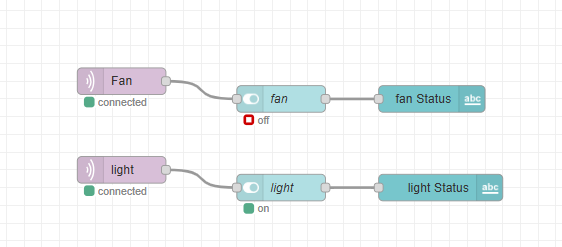 Fan
connected
fan
off
fan Status abc
light
connected
light
on
light Status abc